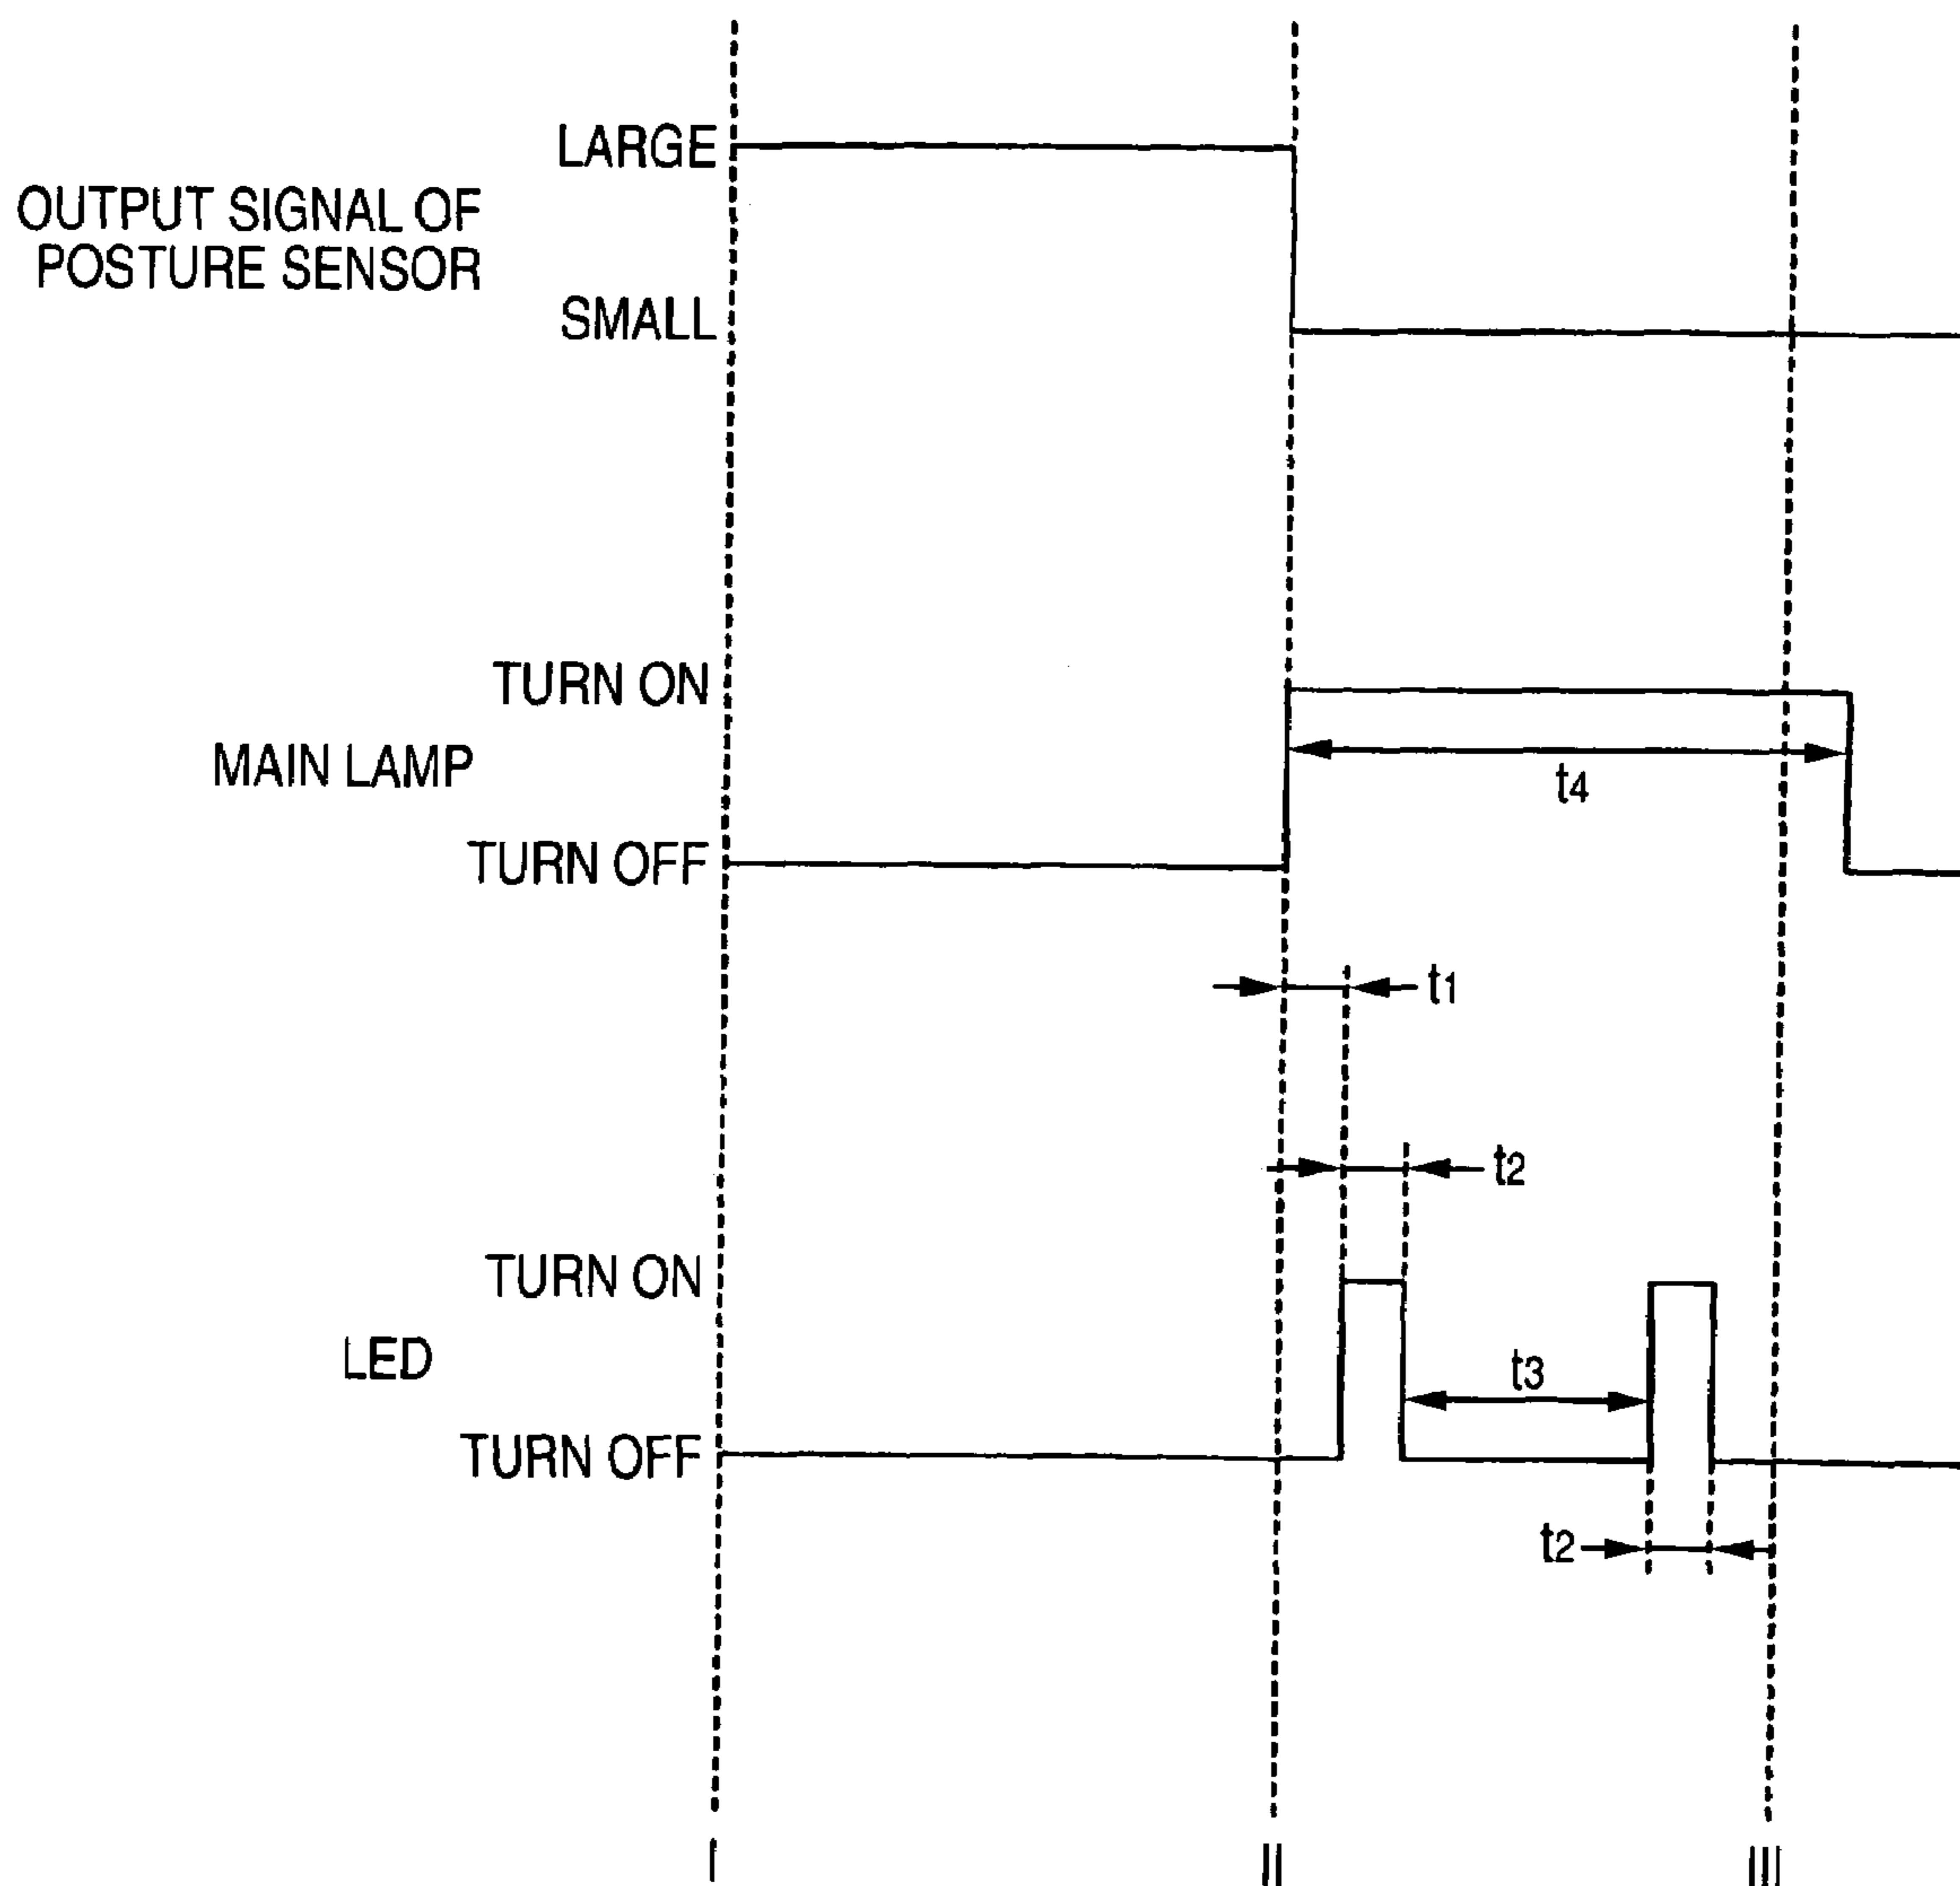 LARGE
OUTPUT SIGNAL OF
POSTURE SENSOR
SMALL
TURN ON
MAIN LAMP
t4
TURN OFF
t1
t2
TURN ON
LED
t3
TURN OFF
t2
I
II
III